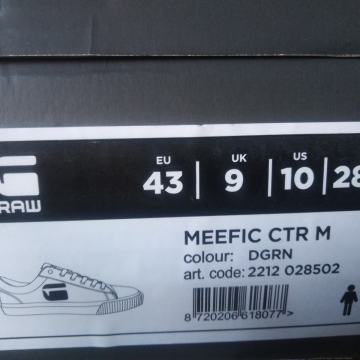 EU UK US
43 | 9 | 10 | 28
RAW
MEEFIC CTR M
colour: DGRN
art. code: 2212 028502
8 720206 618077 >